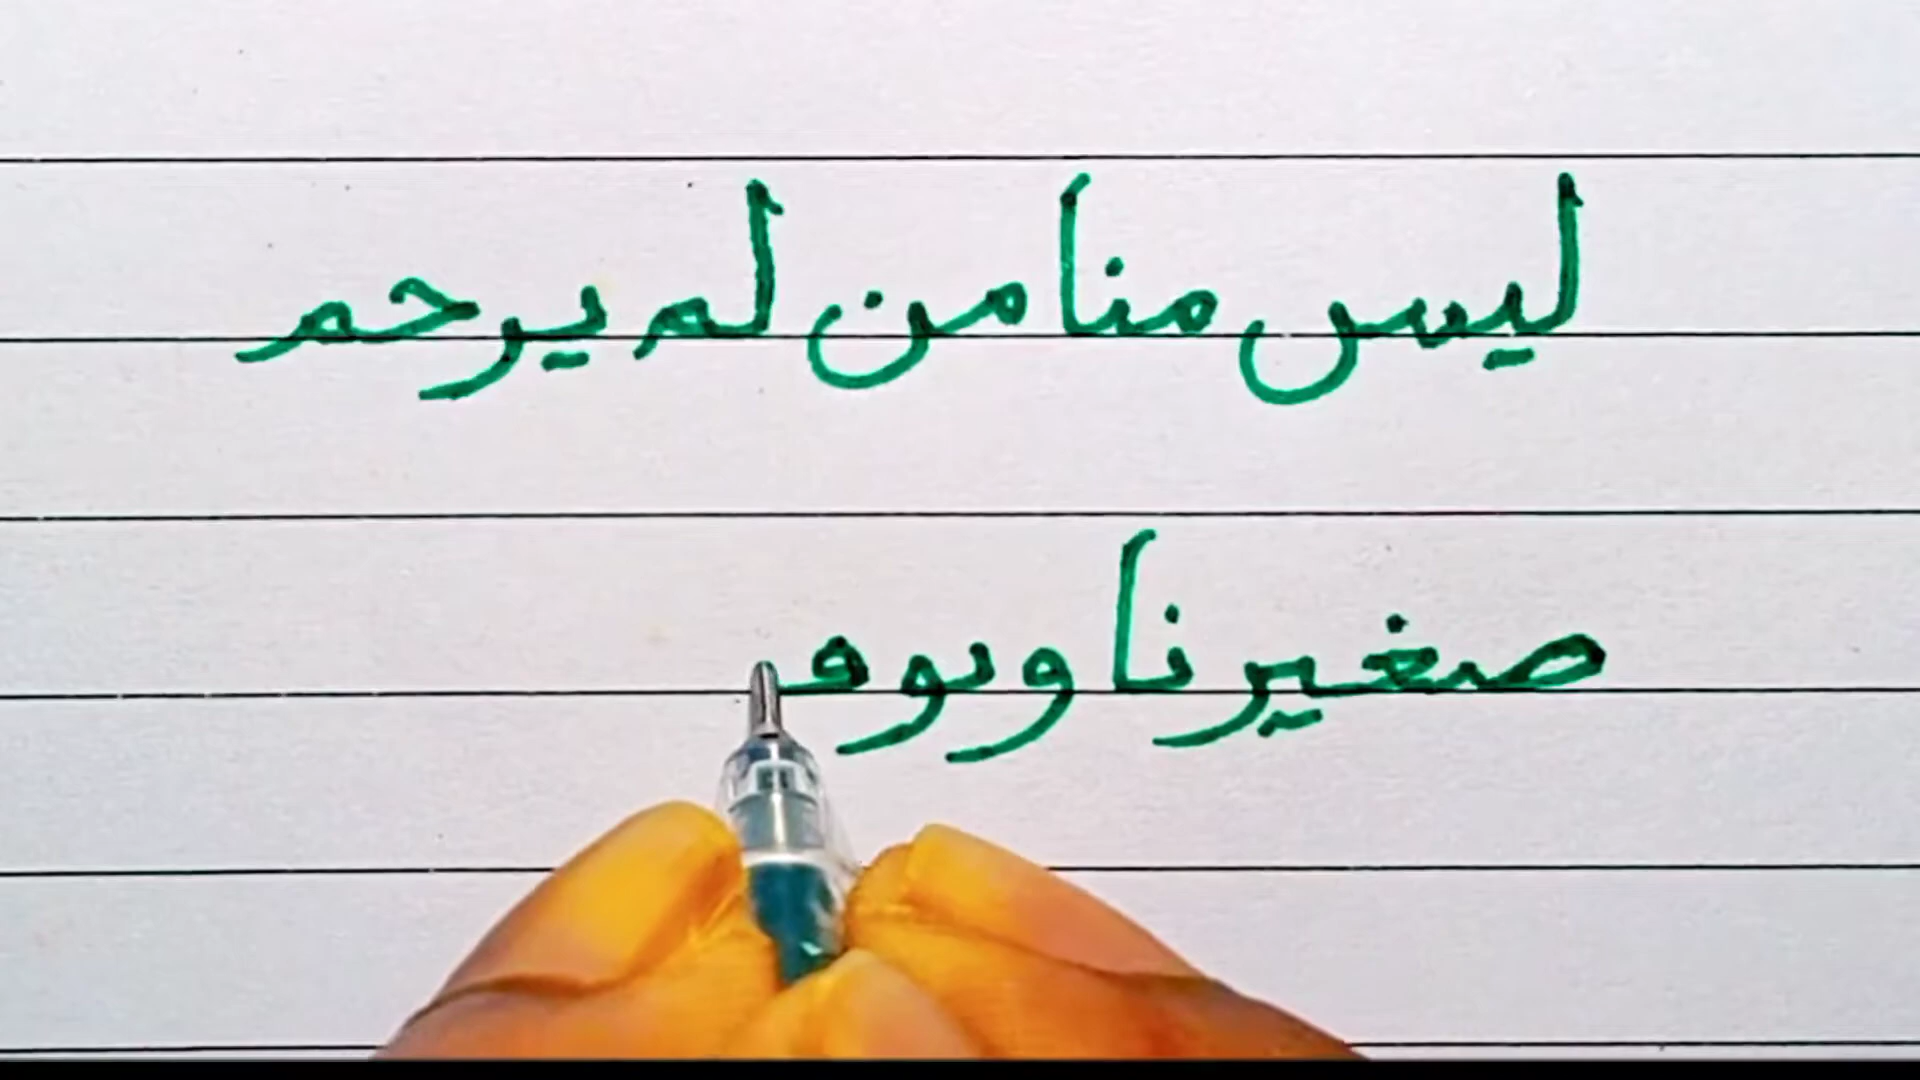 ليس منا من لم يرحم
صغيرنا و